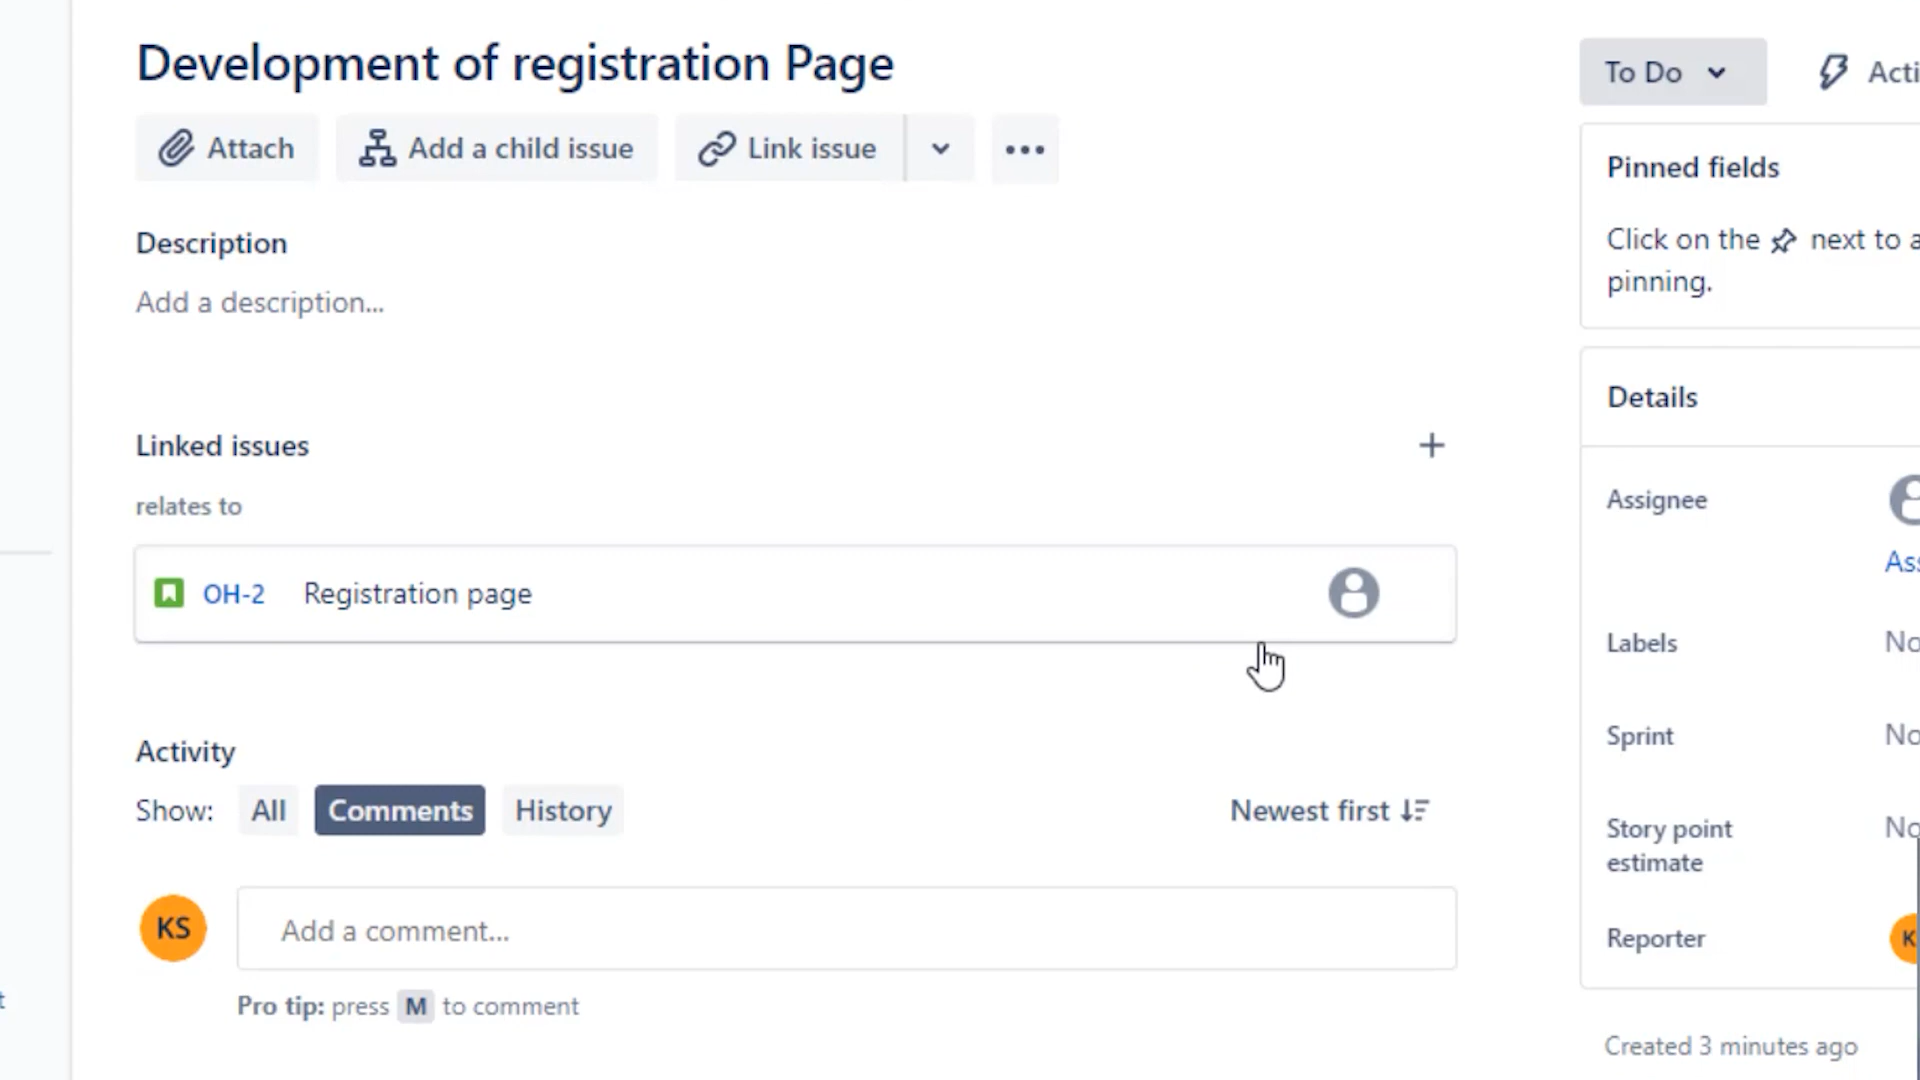 Development of registration Page
To Do
Attach
Add a child issue
Link issue
Pinned fields
Click on the next to
pinning.
Description
Add a description...
Details
Linked issues
relates to
Assignee
OH-2 Registration page
Labels
Sprint
Activity
Show: All Comments History
Newest first
Story point
estimate
KS
Add a comment...
Reporter
K
Pro tip: press M to comment
Created 3 minutes ago